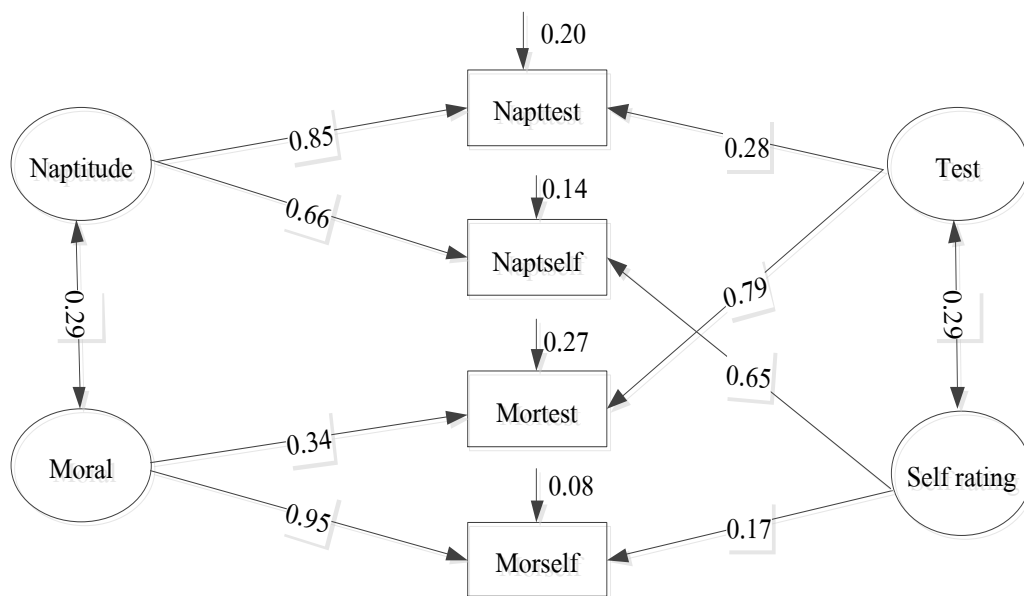 0.20
Napttest
0.85
0.28
Naptitude
Test
0.14
0.66
Naptself
0.79
0.29
0.29
0.27
0.65
Mortest
0.34
Moral
Self rating
0.08
0.95
0.17
Morself